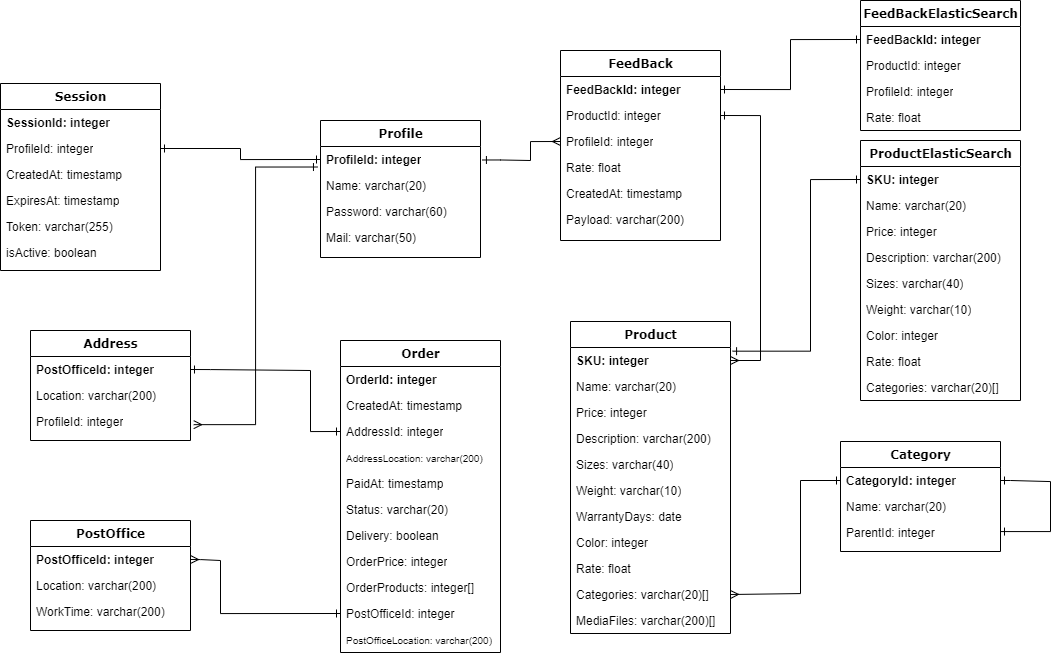 Session
SessionId: integer
ProfileId: integer
CreatedAt: timestamp
ExpiresAt: timestamp
Token: varchar(255)
isActive: boolean
Profile
ProfileId: integer
Name: varchar(20)
Password: varchar(60)
Mail: varchar(50)
FeedBack
FeedBackId: integer
ProductId: integer
ProfileId: integer
Rate: float
CreatedAt: timestamp
Payload: varchar(200)
FeedBackElasticSearch
FeedBackId: integer
ProductId: integer
ProfileId: integer
Rate: float
ProductElasticSearch
SKU: integer
Name: varchar(20)
Price: integer
Description: varchar(200)
Sizes: varchar(40)
Weight: varchar(10)
Color: integer
Rate: float
Categories: varchar(20)[]
Address
PostOfficeId: integer
Location: varchar(200)
ProfileId: integer
Order
OrderId: integer
CreatedAt: timestamp
AddressId: integer
AddressLocation: varchar(200)
PaidAt: timestamp
Status: varchar(20)
Delivery: boolean
OrderPrice: integer
OrderProducts: integer[]
PostOfficeId: integer
PostOfficeLocation: varchar(200)
Product
SKU: integer
Name: varchar(20)
Price: integer
Description: varchar(200)
Sizes: varchar(40)
Weight: varchar(10)
WarrantyDays: date
Color: integer
Rate: float
Categories: varchar(20)[]
MediaFiles: varchar(200)[]
Category
CategoryId: integer
Name: varchar(20)
ParentId: integer
PostOffice
PostOfficeId: integer
Location: varchar(200)
WorkTime: varchar(200)